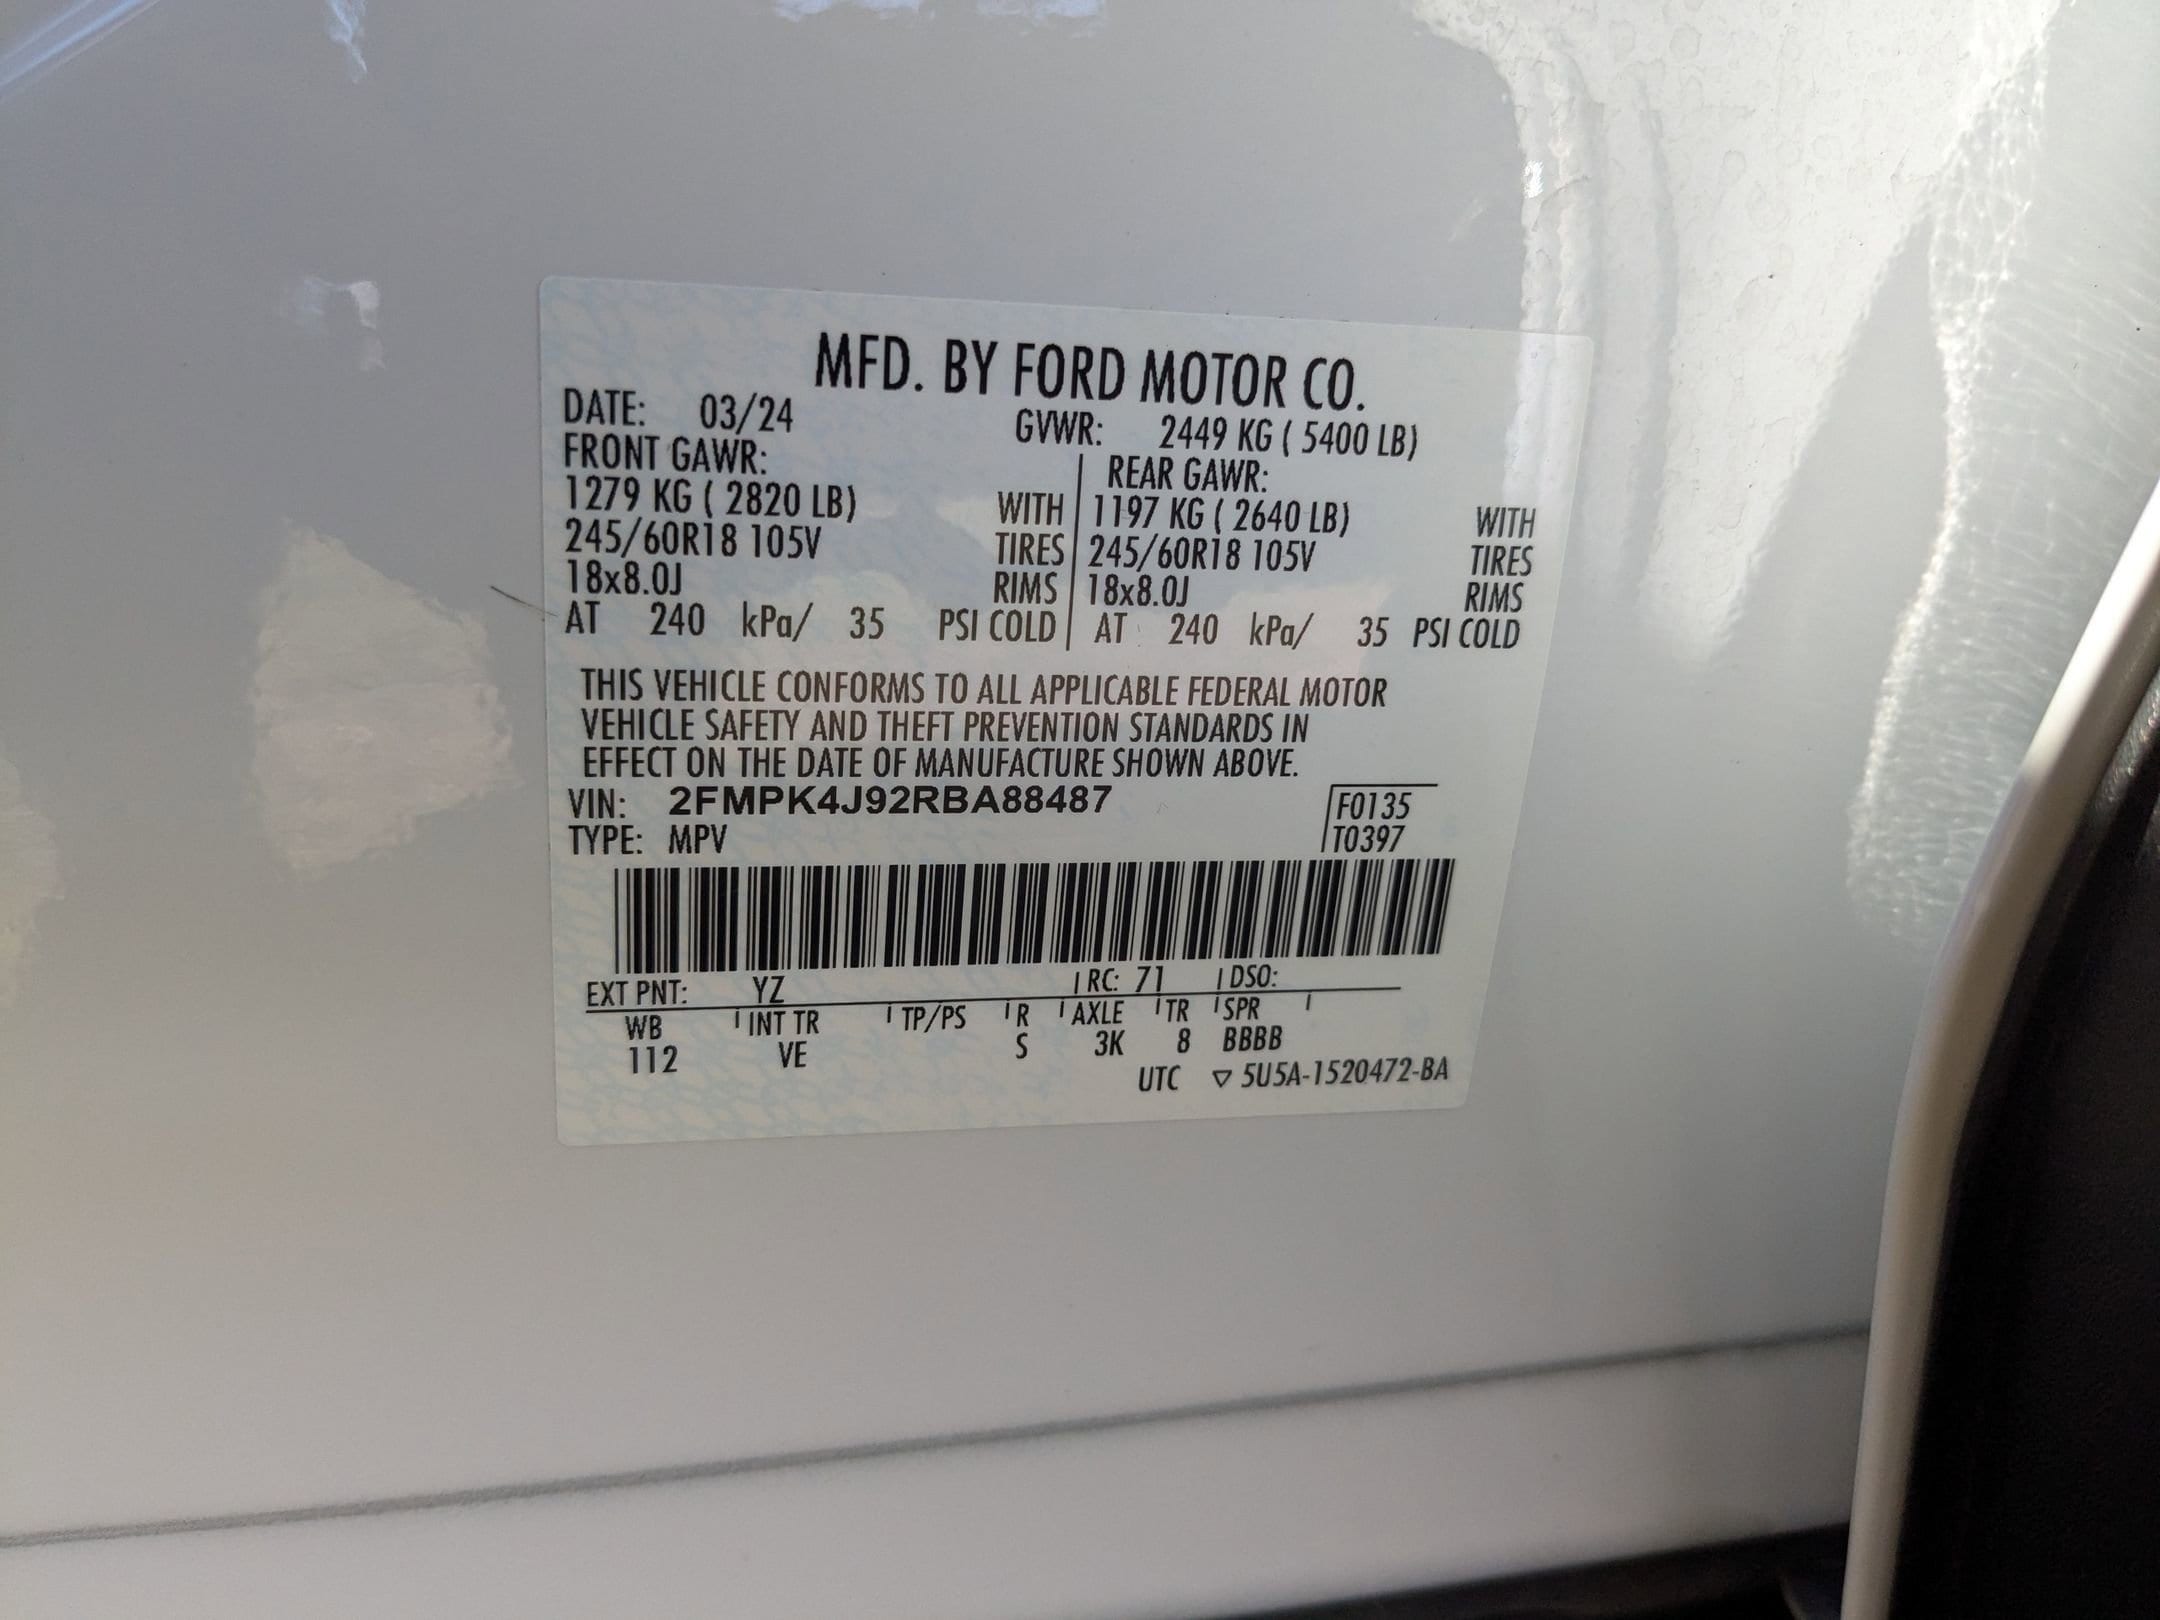 MFD. BY FORD MOTOR CO.
DATE: 03/24 GVWR: 2449 KG ( 5400 LB)
FRONT GAWR: REAR GAWR:
1279 KG ( 2820 LB) WITH 1197 KG ( 2640 LB) WITH
245/60R18 105V TIRES 245/60R18 105V TIRES
18x8.0J RIMS 18x8.0J RIMS
AT 240 kPa/ 35 PSI COLD AT 240 kPa/ 35 PSI COLD
THIS VEHICLE CONFORMS TO ALL APPLICABLE FEDERAL MOTOR
VEHICLE SAFETY AND THEFT PREVENTION STANDARDS IN
EFFECT ON THE DATE OF MANUFACTURE SHOWN ABOVE.
VIN: 2FMPK4J92RBA88487 F0135
TYPE: MPV T0397
EXT PNT: YZ RC: 71 DSO:
WB INT TR TP/PS R AXLE TR SPR
112 VE S 3K 8 BBBB
UTC ▽ 5U5A-1520472-BA